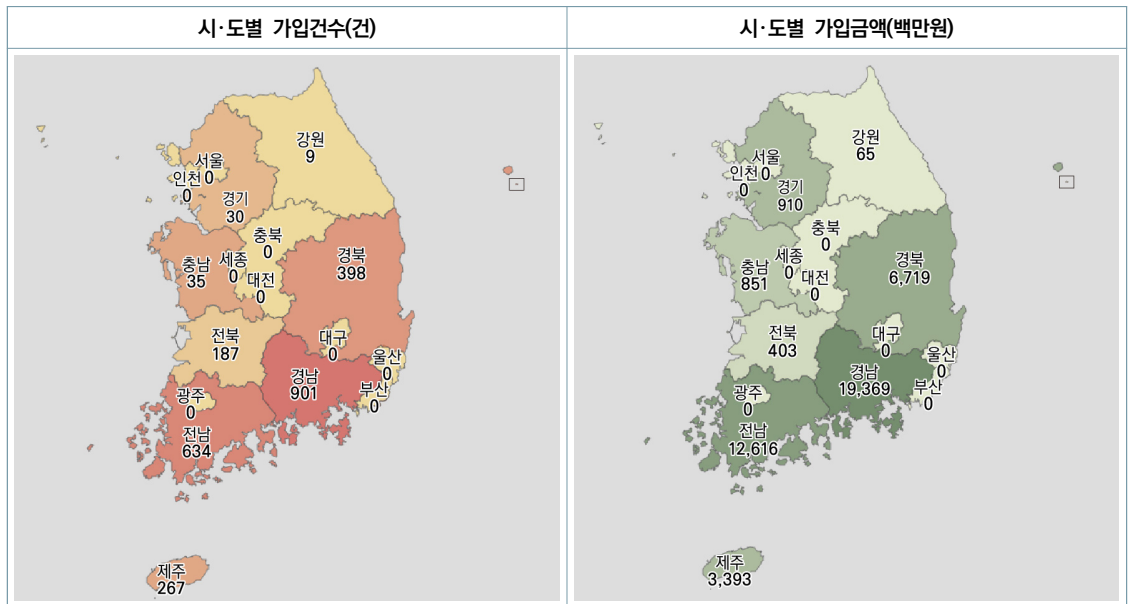 시·도별 가입건수(건)
강원
9
서울
0
인천
0
경기
30
충북
0
세종
0
충남
35
대전
0
경북
398
전북
187
대구
0
울산
0
경남
901
부산
0
광주
0
전남
634
제주
267
시·도별 가입금액(백만원)
강원
65
서울
0
인천
0
경기
910
충북
0
세종
0
충남
851
대전
0
경북
6,719
전북
403
대구
0
울산
0
경남
19,369
부산
0
광주
0
전남
12,616
제주
3,393